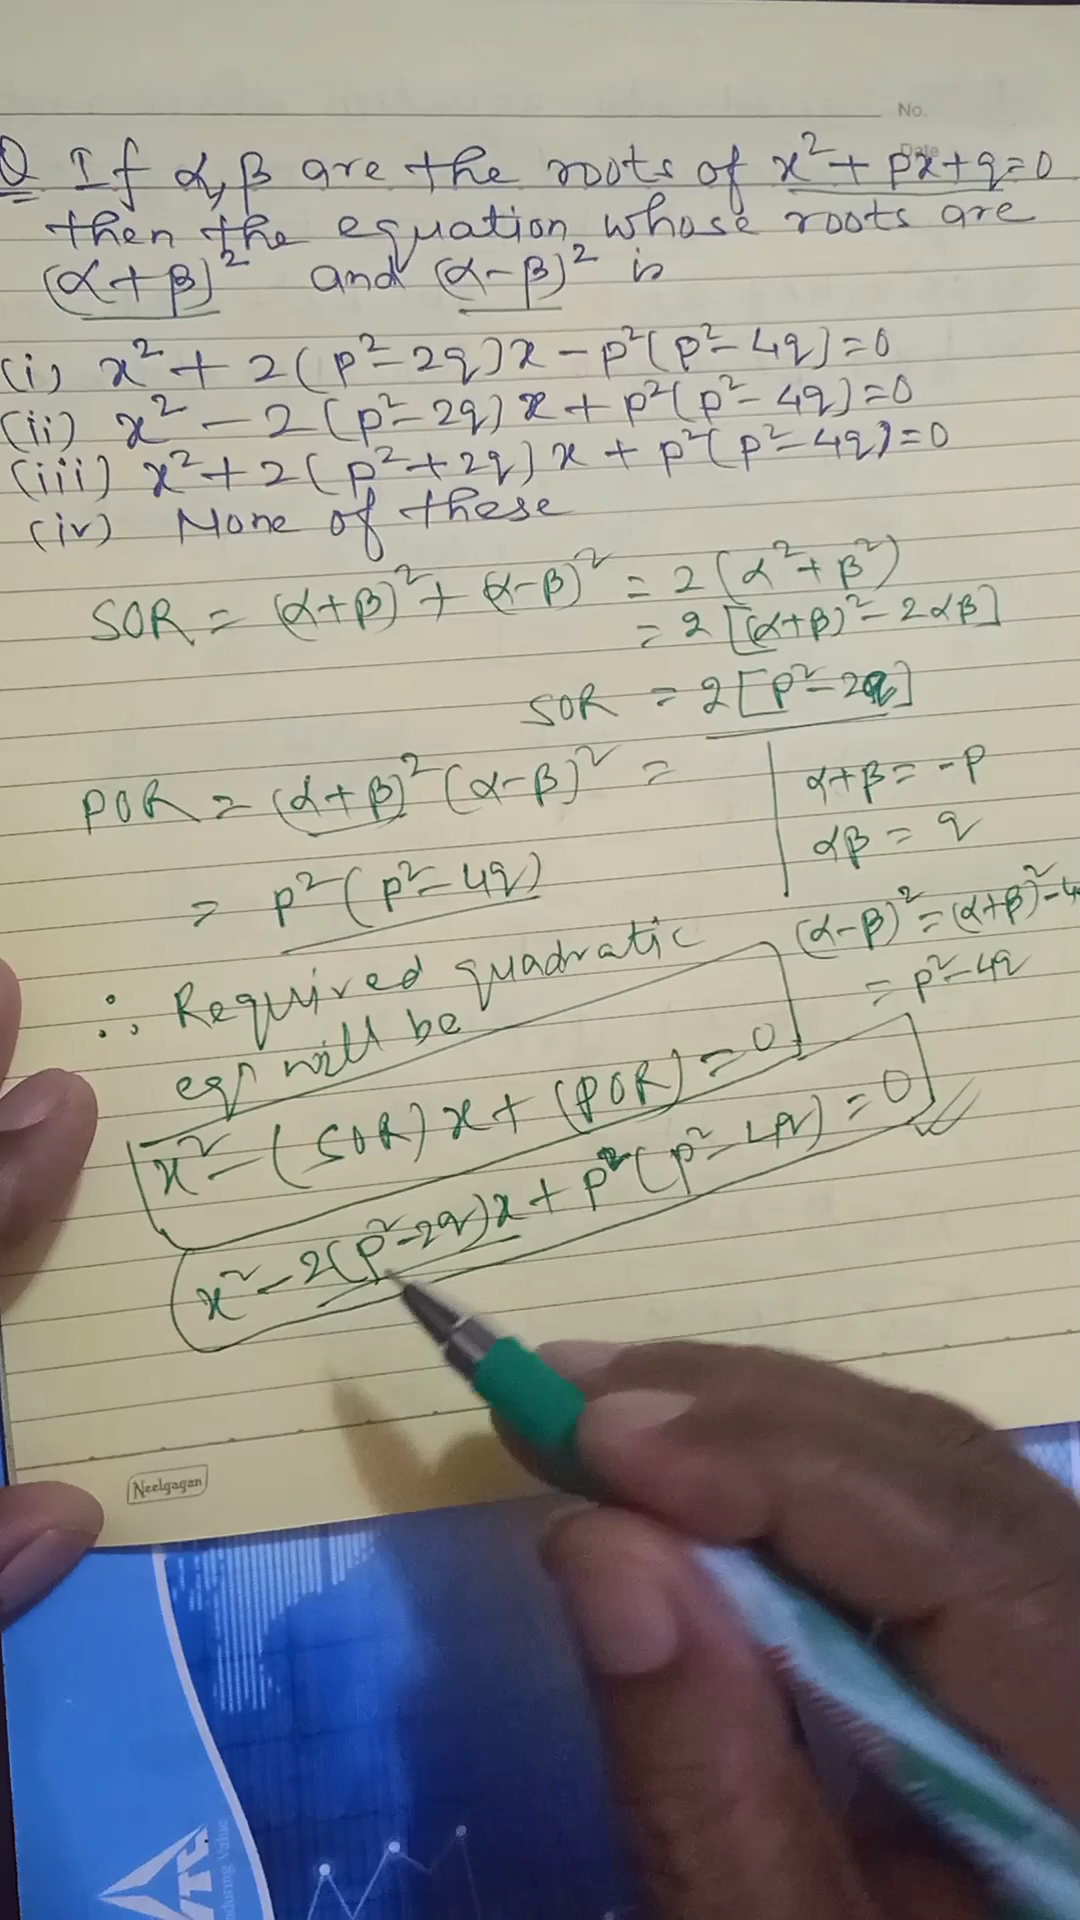 No.
Date
Q If α, β are the roots of x²+px+q=0
then the equation whose roots are
(α+β)² and (α-β)² is
(i) x²+2(p²-2q)x-p²(p²-4q)=0
(ii) x²-2(p²-2q)x+p²(p²-4q)=0
(iii) x²+2(p²+2q)x+p²(p²-4q)=0
(iv) None of these
SOR = (α+β)²+(α-β)² = 2(α²+β²)
= 2[(α+β)²-2αβ]
SOR = 2[p²-2q]
POR = (α+β)²(α-β)² =
α+β = -p
αβ = q
= p²(p²-4q)
(α-β)² = (α+β)²-4
= p²-4q
∴ Required quadratic
eqn will be
x²-(SOR)x+(POR)=0
x²-2(p²-2q)x+p²(p²-4q)=0
Neelgagan